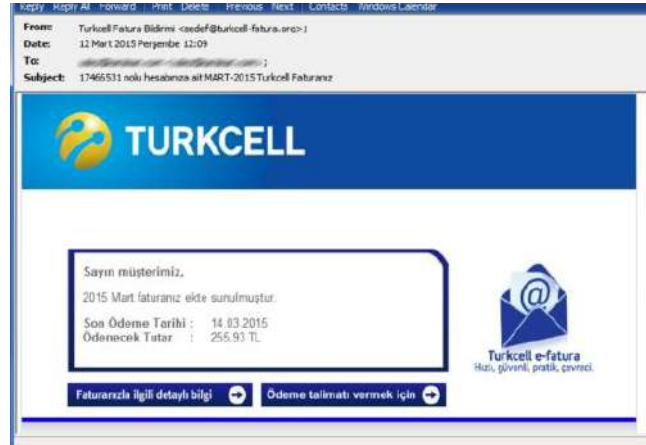 Reply Reply All Forward Print Delete Previous Next Contacts Windows Calendar
From: Turkcell Fatura Bildirmi <sedef@turkcell-fatura.org>;
Date: 12 Mart 2015 Perşembe 12:09
To:
Subject: 17466531 nolu hesabınıza ait MART-2015 Turkcell Faturanız
TURKCELL
Sayın müşterimiz,
2015 Mart faturanız ekte sunulmuştur.
Son Ödeme Tarihi : 14.03.2015
Ödenecek Tutar : 255,93 TL
Turkcell e-fatura
Hızlı, güvenli, pratik, çevreci.
Faturanızla ilgili detaylı bilgi
Ödeme talimatı vermek için